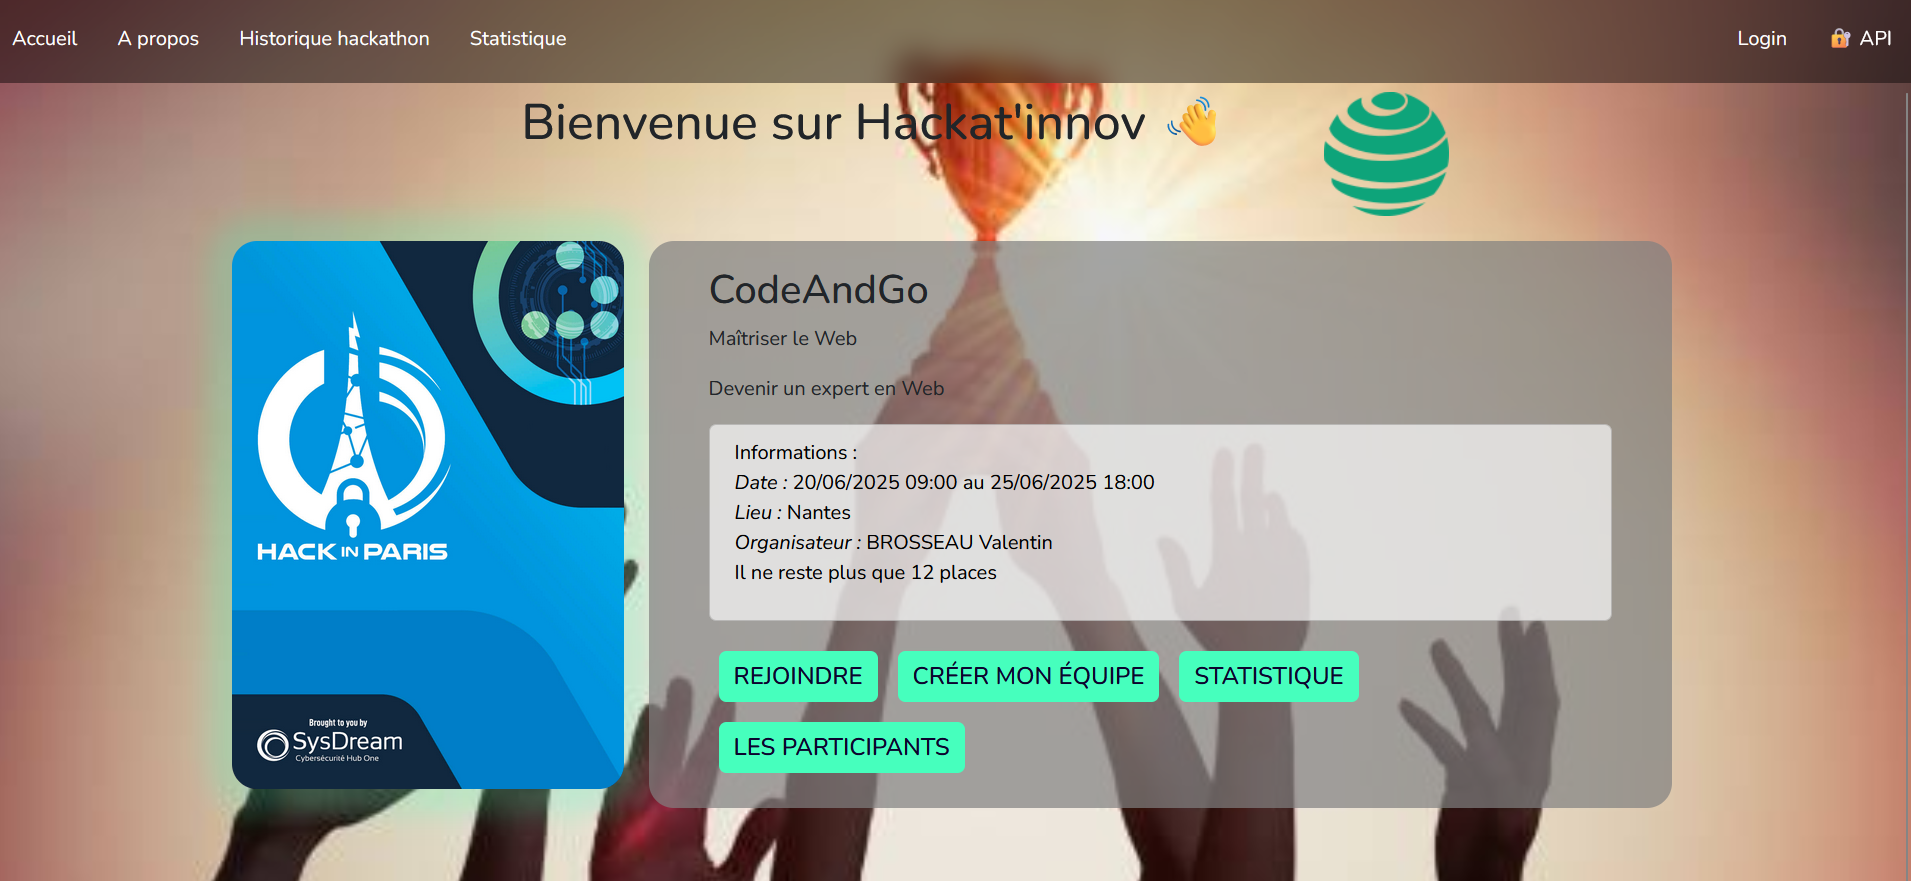 Accueil A propos Historique hackathon Statistique Login API
Bienvenue sur Hackat'innov
HACK IN PARIS
Brought to you by
SysDream
Cybersécurité Hub One
CodeAndGo
Maîtriser le Web
Devenir un expert en Web
Informations :
Date : 20/06/2025 09:00 au 25/06/2025 18:00
Lieu : Nantes
Organisateur : BROSSEAU Valentin
Il ne reste plus que 12 places
REJOINDRE CRÉER MON ÉQUIPE STATISTIQUE
LES PARTICIPANTS